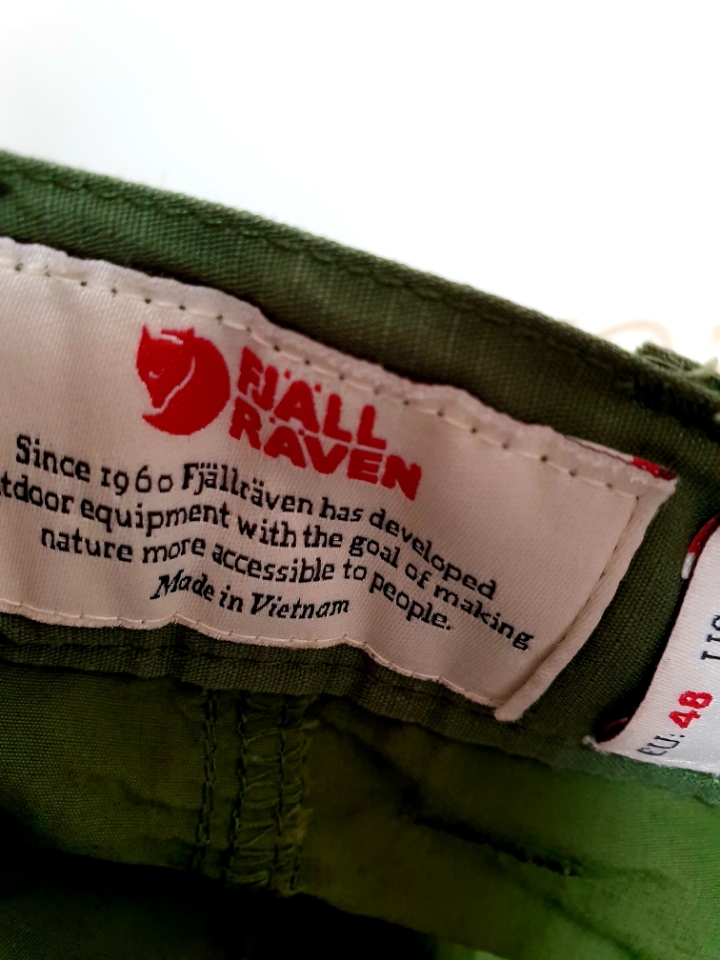 FJÄLL
RÄVEN
Since 1960 Fjällräven has developed
tdoor equipment with the goal of making
nature more accessible to people.
Made in Vietnam
EU: 48